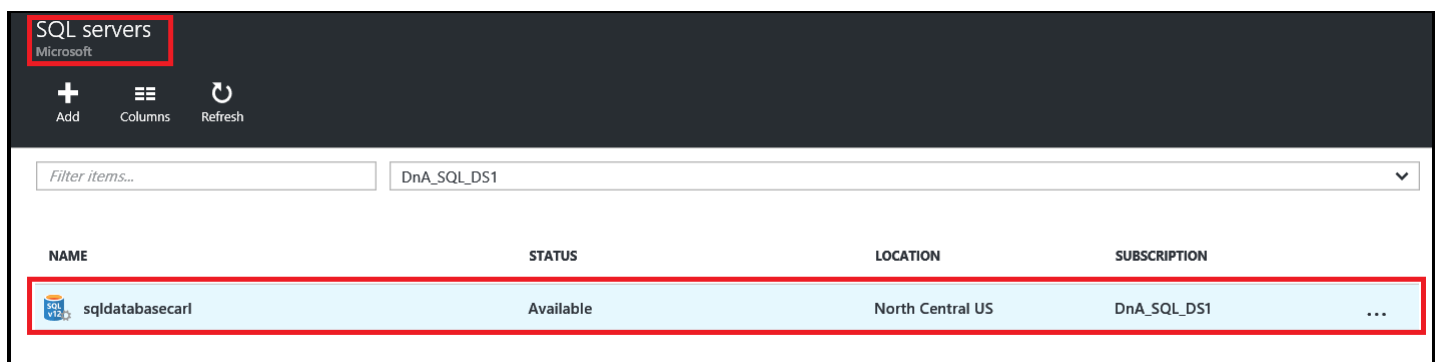 SQL servers
Microsoft
Add Columns Refresh
Filter items... DnA_SQL_DS1
NAME STATUS LOCATION SUBSCRIPTION
SQL v12 sqldatabasecarl Available North Central US DnA_SQL_DS1 ...